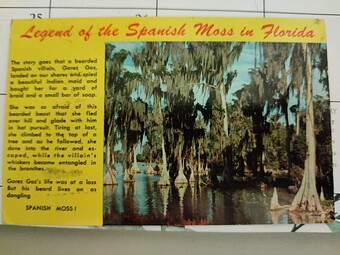 25
Legend of the Spanish Moss in Florida
The story goes that a bearded
Spanish villain, Gorez Goz,
landed on our shores and spied
a beautiful Indian maid and
bought her for a yard of
braid and a small bar of soap.
She was so afraid of this
bearded beast that she fled
over hill and glade with him
in hot pursuit. Tiring at last,
she climbed to the top of a
tree and as he followed, she
dove into the river and es-
caped, while the villain's
whiskers became entangled in
the branches.
Gorez Goz's life was at a loss
But his beard lives on as
dangling
SPANISH MOSS!